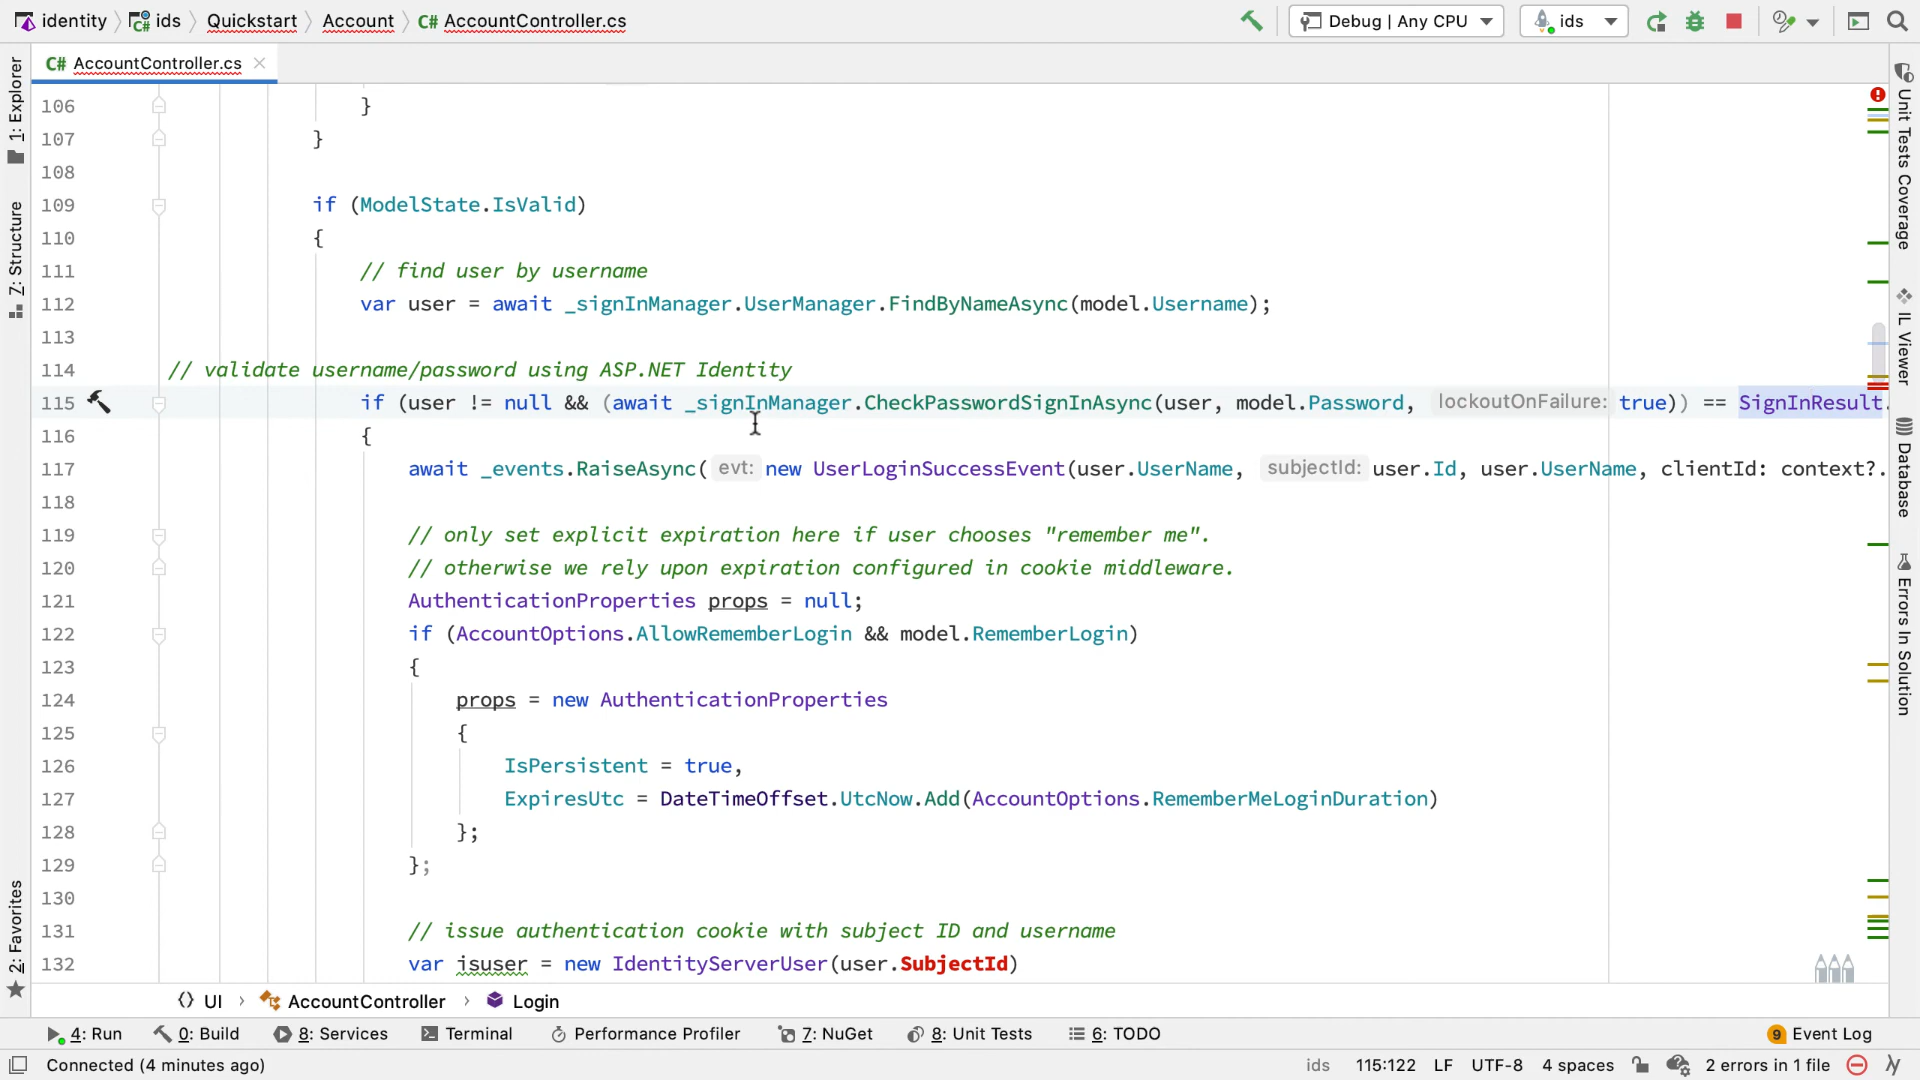 identity ids Quickstart Account C# AccountController.cs Debug | Any CPU ids
C# AccountController.cs
1: Explorer
Z: Structure
2: Favorites
106 }
107 }
108
109 if (ModelState.IsValid)
110 {
111 // find user by username
112 var user = await _signInManager.UserManager.FindByNameAsync(model.Username);
113
114 // validate username/password using ASP.NET Identity
115 if (user != null && (await _signInManager.CheckPasswordSignInAsync(user, model.Password, lockoutOnFailure: true)) == SignInResult.
116 {
117 await _events.RaiseAsync( evt: new UserLoginSuccessEvent(user.UserName, subjectId: user.Id, user.UserName, clientId: context?.
118
119 // only set explicit expiration here if user chooses "remember me".
120 // otherwise we rely upon expiration configured in cookie middleware.
121 AuthenticationProperties props = null;
122 if (AccountOptions.AllowRememberLogin && model.RememberLogin)
123 {
124 props = new AuthenticationProperties
125 {
126 IsPersistent = true,
127 ExpiresUtc = DateTimeOffset.UtcNow.Add(AccountOptions.RememberMeLoginDuration)
128 };
129 };
130
131 // issue authentication cookie with subject ID and username
132 var isuser = new IdentityServerUser(user.SubjectId)
Unit Tests Coverage
IL Viewer
Database
Errors In Solution
UI AccountController Login
4: Run 0: Build 8: Services Terminal Performance Profiler 7: NuGet 8: Unit Tests 6: TODO 9 Event Log
Connected (4 minutes ago) ids 115:122 LF UTF-8 4 spaces 2 errors in 1 file